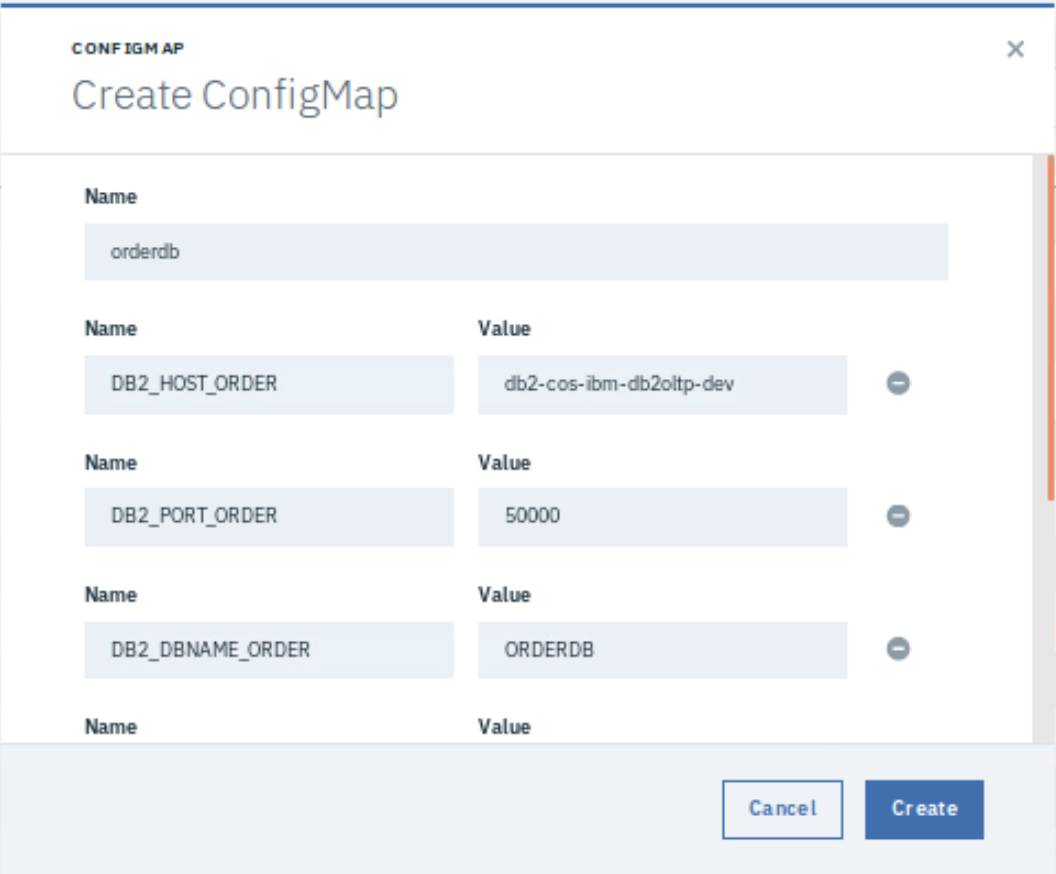 CONFIGMAP
Create ConfigMap
Name
orderdb
Name Value
DB2_HOST_ORDER db2-cos-ibm-db2oltp-dev
Name Value
DB2_PORT_ORDER 50000
Name Value
DB2_DBNAME_ORDER ORDERDB
Name Value
Cancel Create